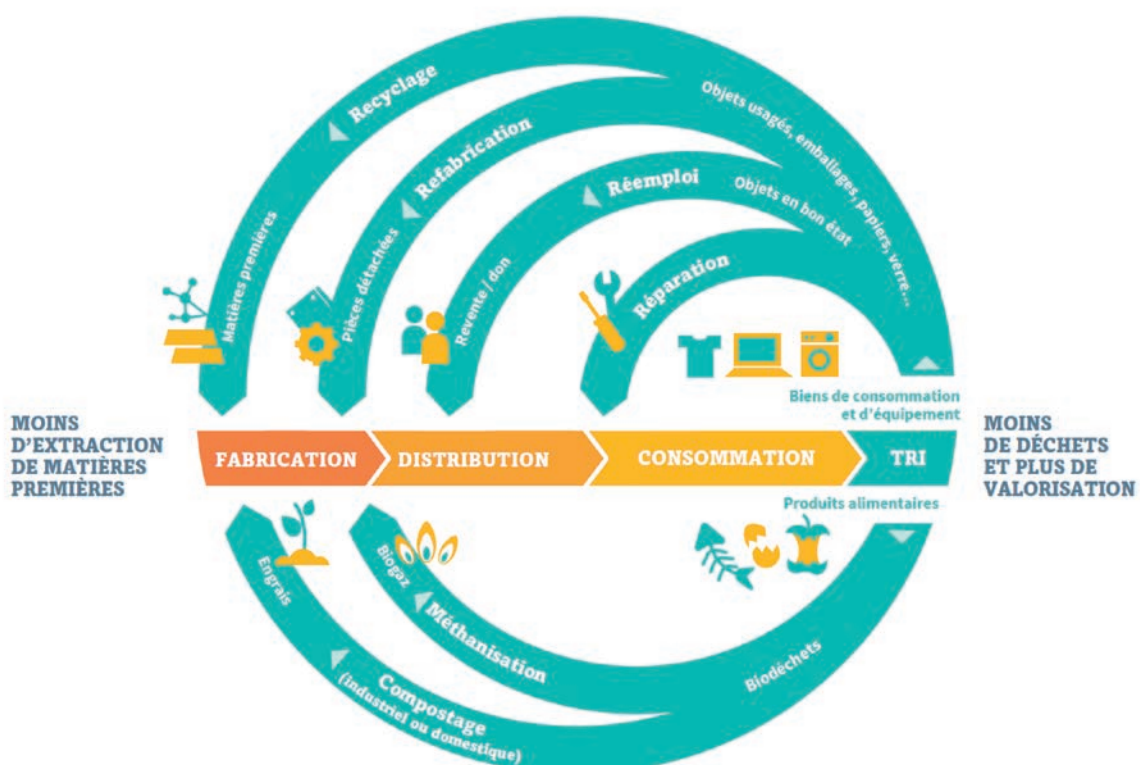 Recyclage
Objets usagés, emballages, papiers, verre...
Refabrication
Réemploi
Objets en bon état
Réparation
Matières premières
Pièces détachées
Revente / don
Biens de consommation
et d'équipement
MOINS
D'EXTRACTION
DE MATIÈRES
PREMIÈRES
FABRICATION
DISTRIBUTION
CONSOMMATION
TRI
MOINS
DE DÉCHETS
ET PLUS DE
VALORISATION
Produits alimentaires
Engrais
Biogaz
Méthanisation
Biodéchets
Compostage
(industriel ou domestique)